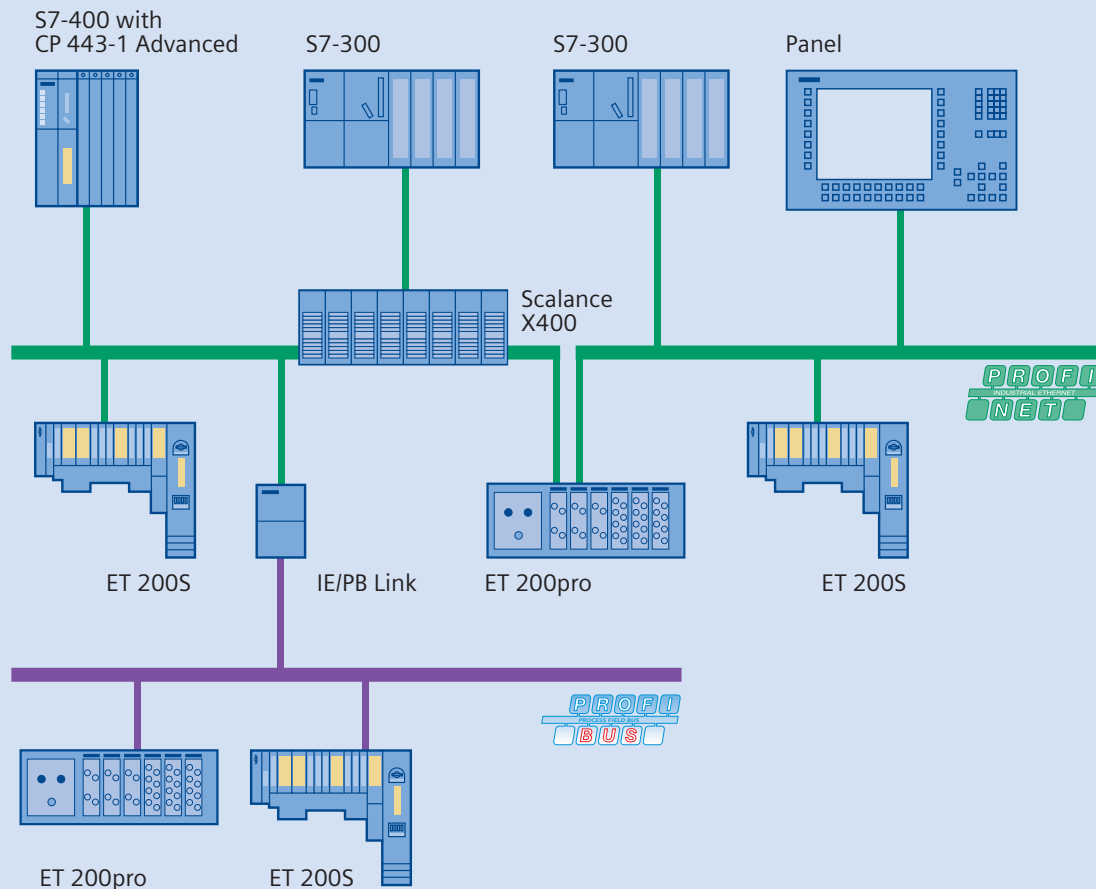 S7-400 with
CP 443-1 Advanced
S7-300
S7-300
Panel
Scalance
X400
PROFI
INDUSTRIAL ETHERNET
NET
ET 200S
IE/PB Link
ET 200pro
ET 200S
PROFI
PROCESS FIELD BUS
BUS
ET 200pro
ET 200S